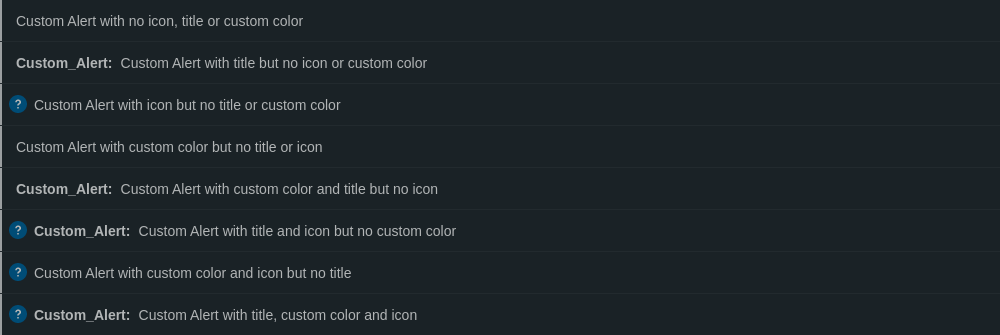 Custom Alert with no icon, title or custom color
Custom_Alert: Custom Alert with title but no icon or custom color
? Custom Alert with icon but no title or custom color
Custom Alert with custom color but no title or icon
Custom_Alert: Custom Alert with custom color and title but no icon
? Custom_Alert: Custom Alert with title and icon but no custom color
? Custom Alert with custom color and icon but no title
? Custom_Alert: Custom Alert with title, custom color and icon